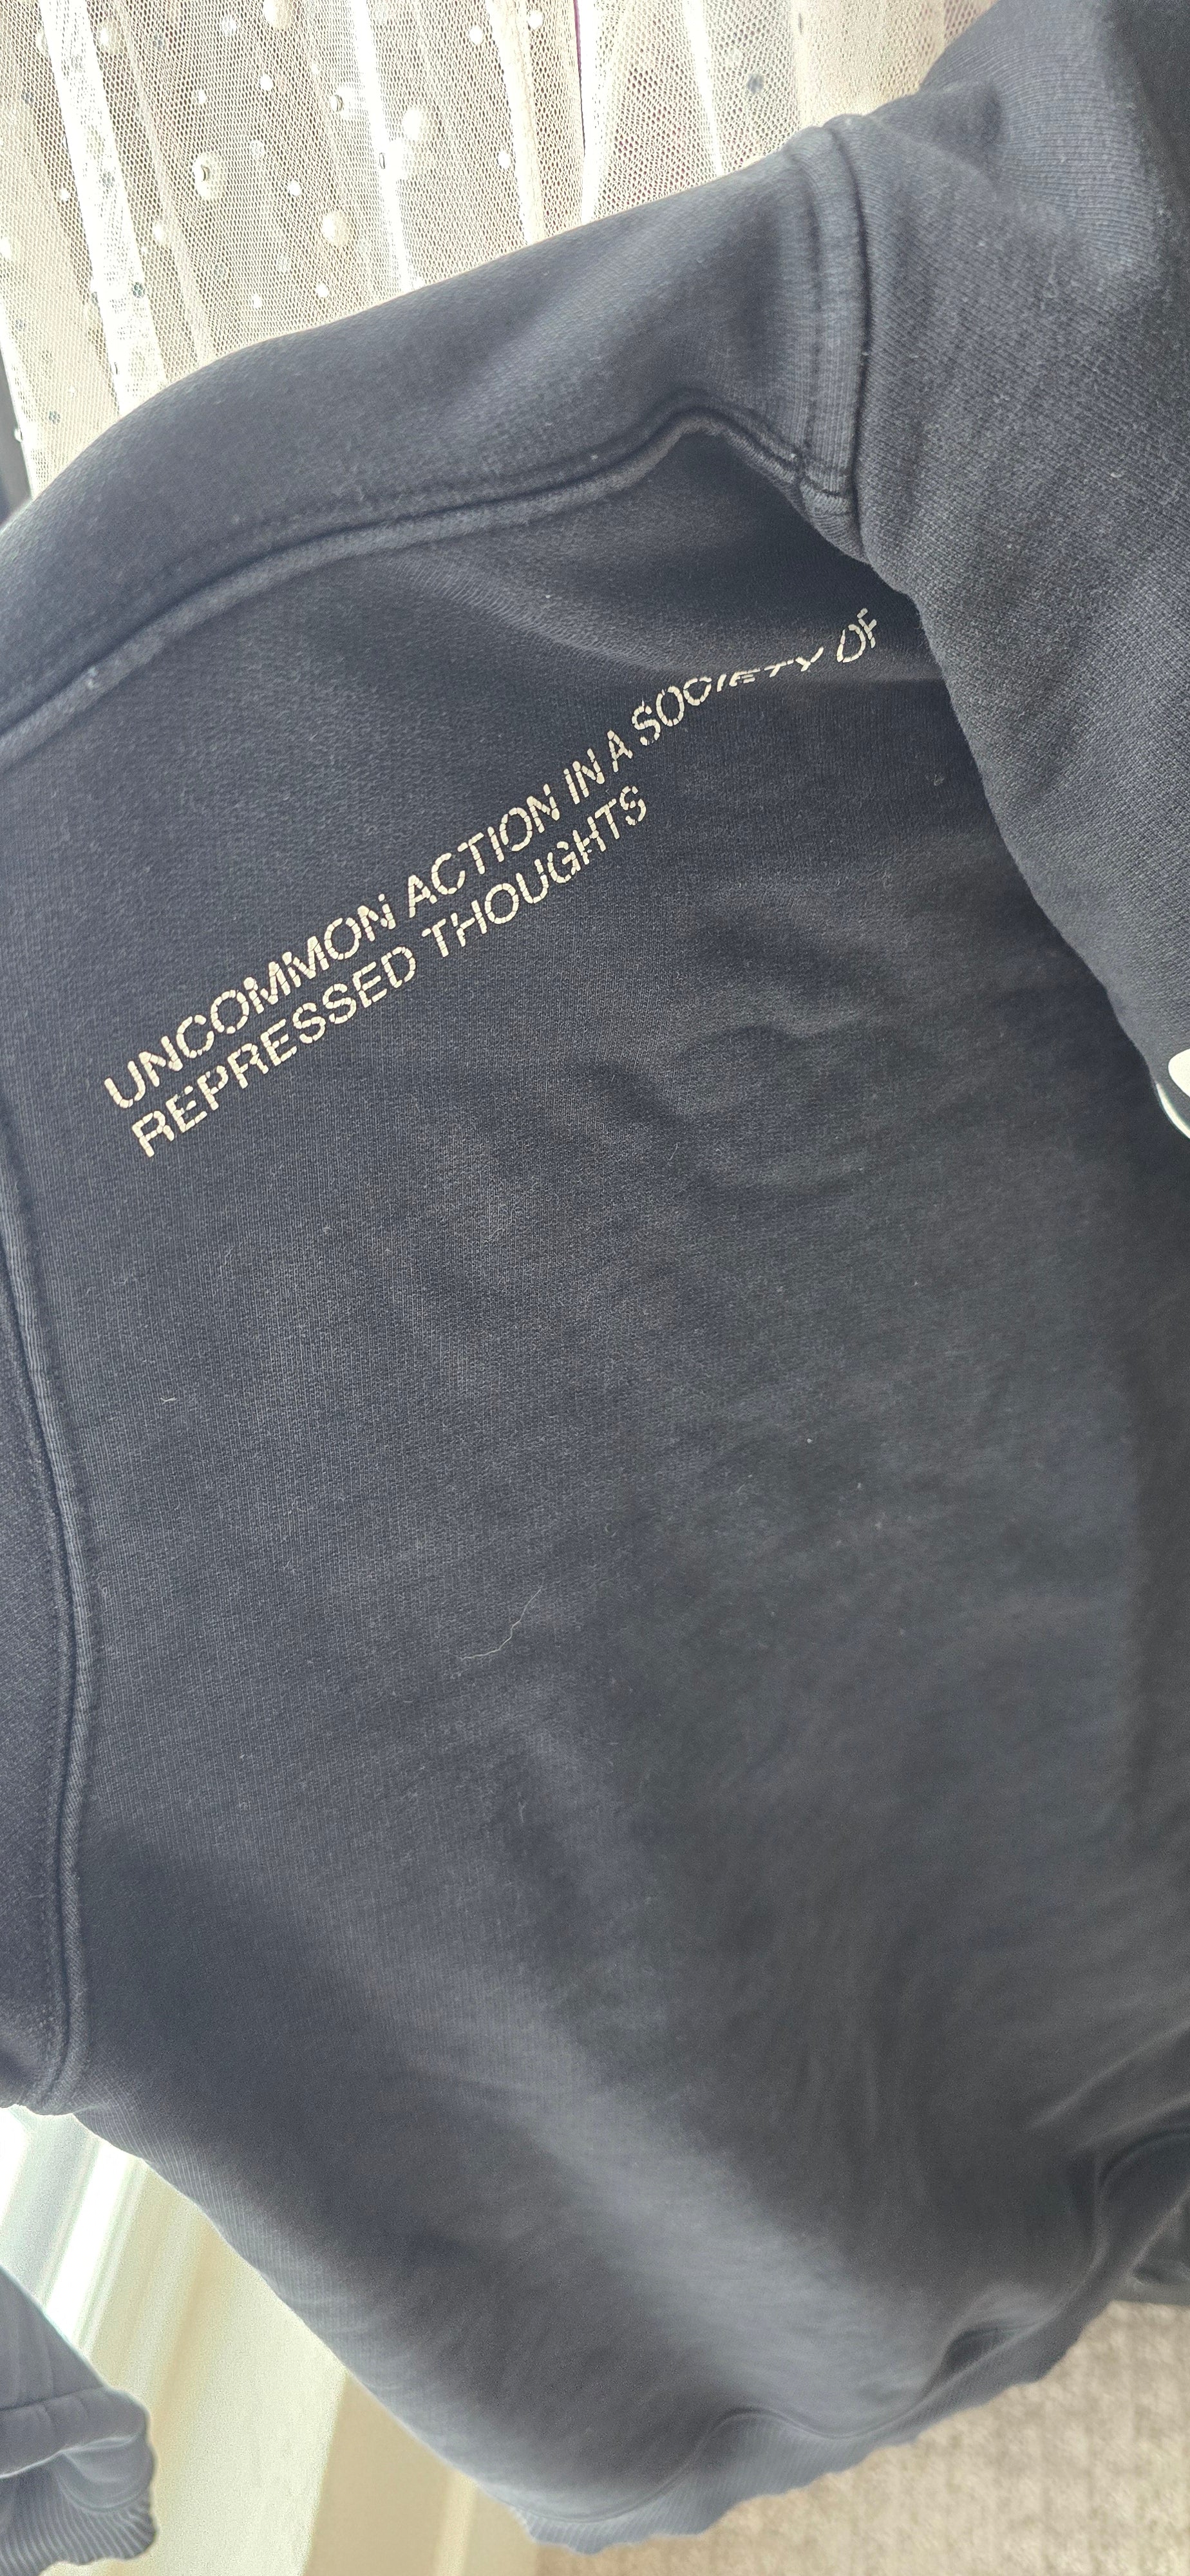 UNCOMMON ACTION IN A SOCIETY OF
REPRESSED THOUGHTS